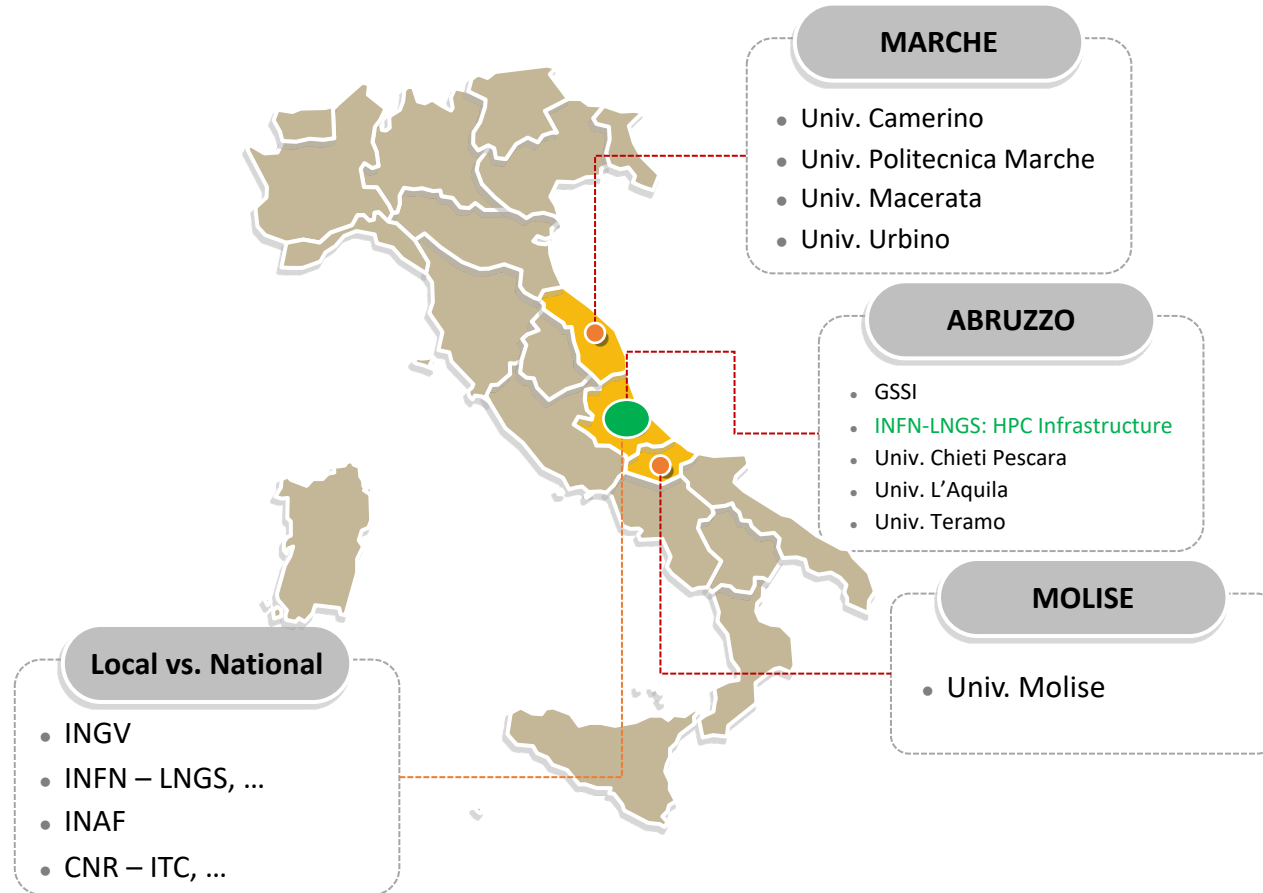 MARCHE
• Univ. Camerino
• Univ. Politecnica Marche
• Univ. Macerata
• Univ. Urbino
ABRUZZO
• GSSI
• INFN-LNGS: HPC Infrastructure
• Univ. Chieti Pescara
• Univ. L’Aquila
• Univ. Teramo
MOLISE
• Univ. Molise
Local vs. National
• INGV
• INFN – LNGS, ...
• INAF
• CNR – ITC, ...